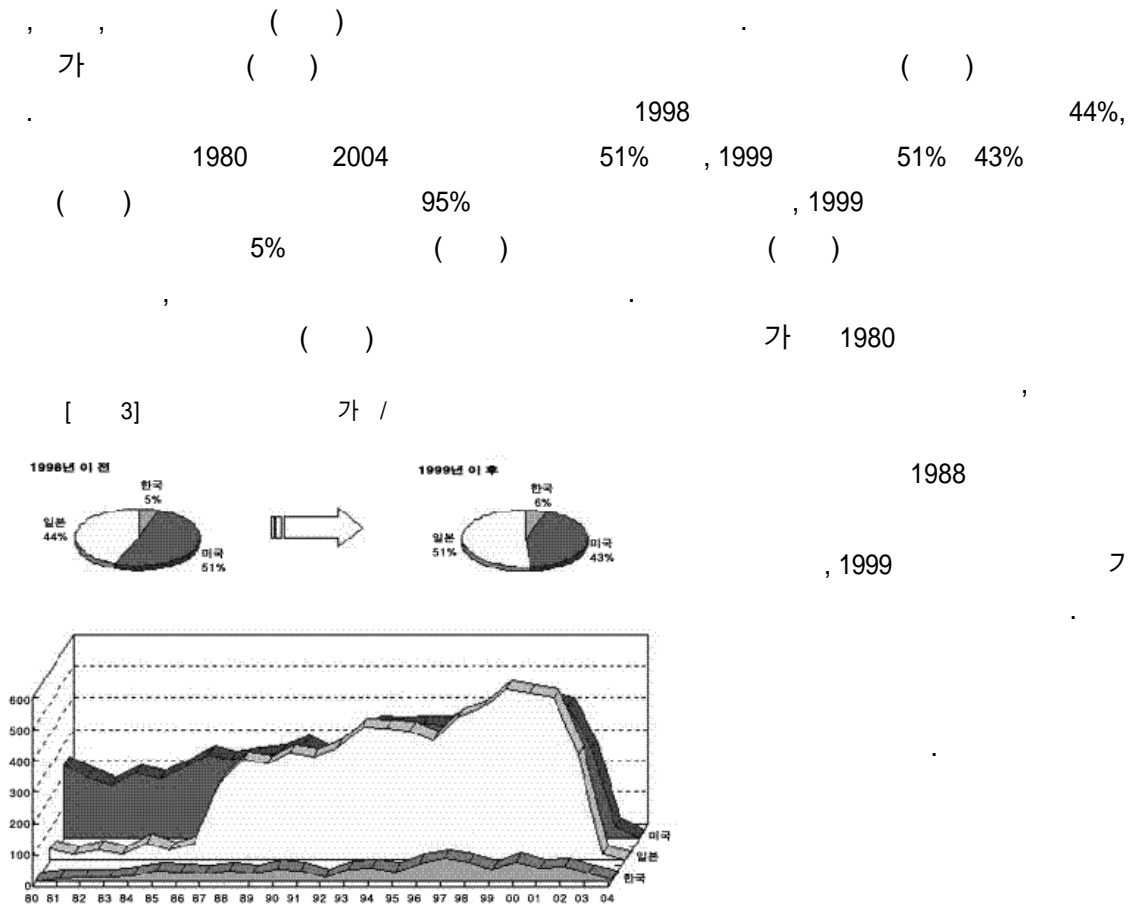 , , ( ) .
가 ( ) ( )
. 1998 44%,
1980 2004 51% , 1999 51% 43%
( ) 95% , 1999
5% ( ) ( )
, .
( ) 가 1980
,
[ 3] 가 /
1998년 이 전
1999년 이 후
1988
한국
5%
일본
44%
미국
51%
한국
6%
일본
51%
미국
43%
, 1999
.
.
600
500
400
300
200
100
0
미국
일본
한국
80 81 82 83 84 85 86 87 88 89 90 91 92 93 94 95 96 97 98 99 00 01 02 03 04